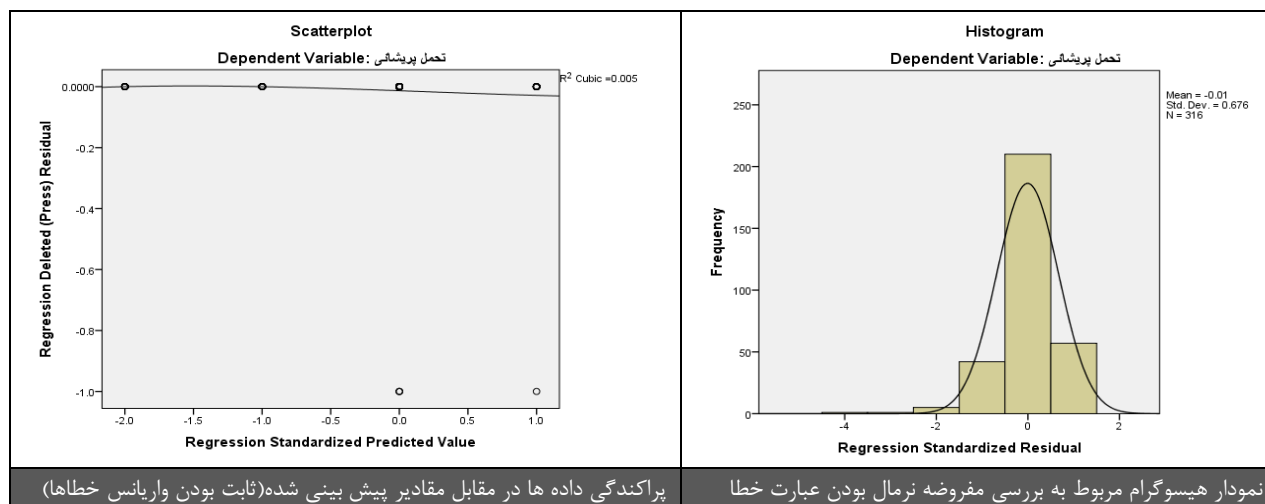 Scatterplot
Dependent Variable: تحمل پریشانی
R² Cubic =0.005
0.0000
-0.2
-0.4
-0.6
-0.8
-1.0
Regression Deleted (Press) Residual
-2.0 -1.5 -1.0 -0.5 0.0 0.5 1.0
Regression Standardized Predicted Value
پراکندگی داده ها در مقابل مقادیر پیش بینی شده(ثابت بودن واریانس خطاها)
Histogram
Dependent Variable: تحمل پریشانی
Mean = -0.01
Std. Dev. = 0.676
N = 316
250
200
150
100
50
0
Frequency
-4 -2 0 2
Regression Standardized Residual
نمودار هیسوگرام مربوط به بررسی مفروضه نرمال بودن عبارت خطا